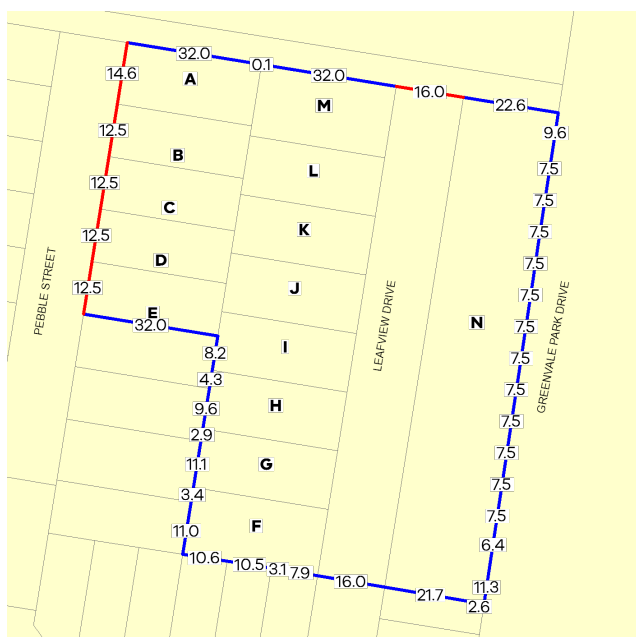 32.0
0.1
32.0
16.0
22.6
14.6
A
M
9.6
12.5
B
L
7.5
12.5
C
7.5
12.5
K
7.5
D
7.5
12.5
J
7.5
E
32.0
N
7.5
8.2
I
7.5
4.3
7.5
9.6
H
7.5
2.9
7.5
11.1
G
7.5
3.4
7.5
11.0
F
6.4
10.6
10.5
3.1
7.9
16.0
21.7
11.3
2.6
PEBBLE STREET
LEAFVIEW DRIVE
GREENVALE PARK DRIVE